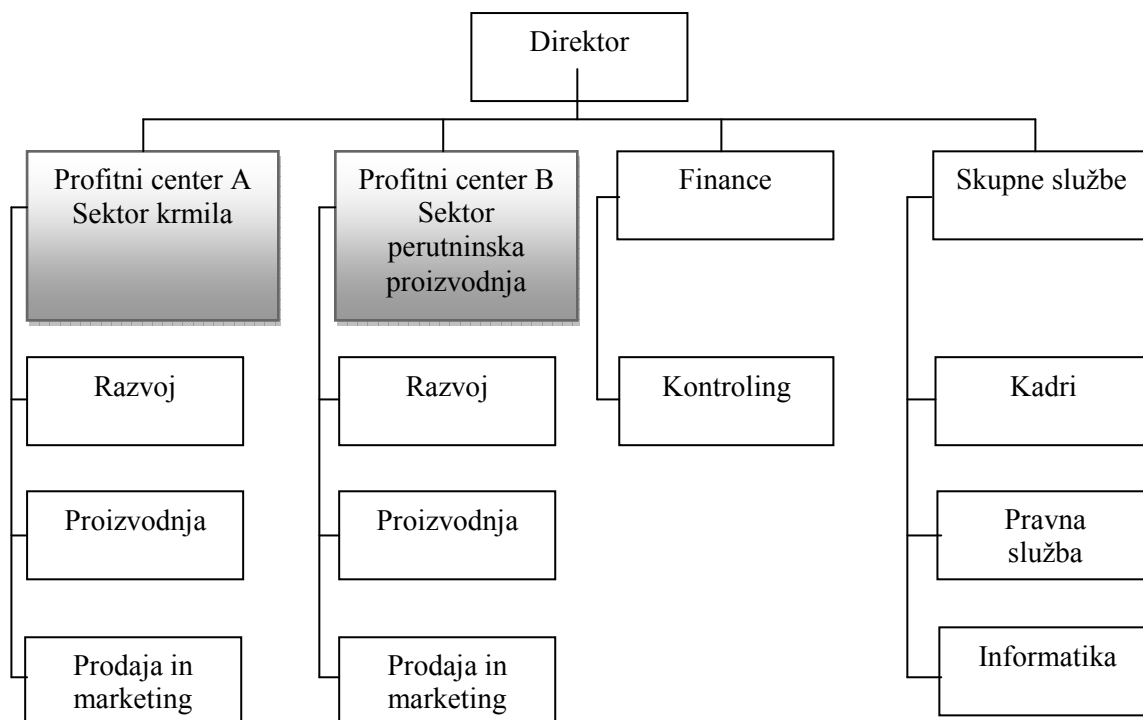 Direktor
Profitni center A
Sektor krmila
Profitni center B
Sektor
perutninska
proizvodnja
Finance
Skupne službe
Razvoj
Razvoj
Kontroling
Kadri
Proizvodnja
Proizvodnja
Pravna
služba
Prodaja in
marketing
Prodaja in
marketing
Informatika